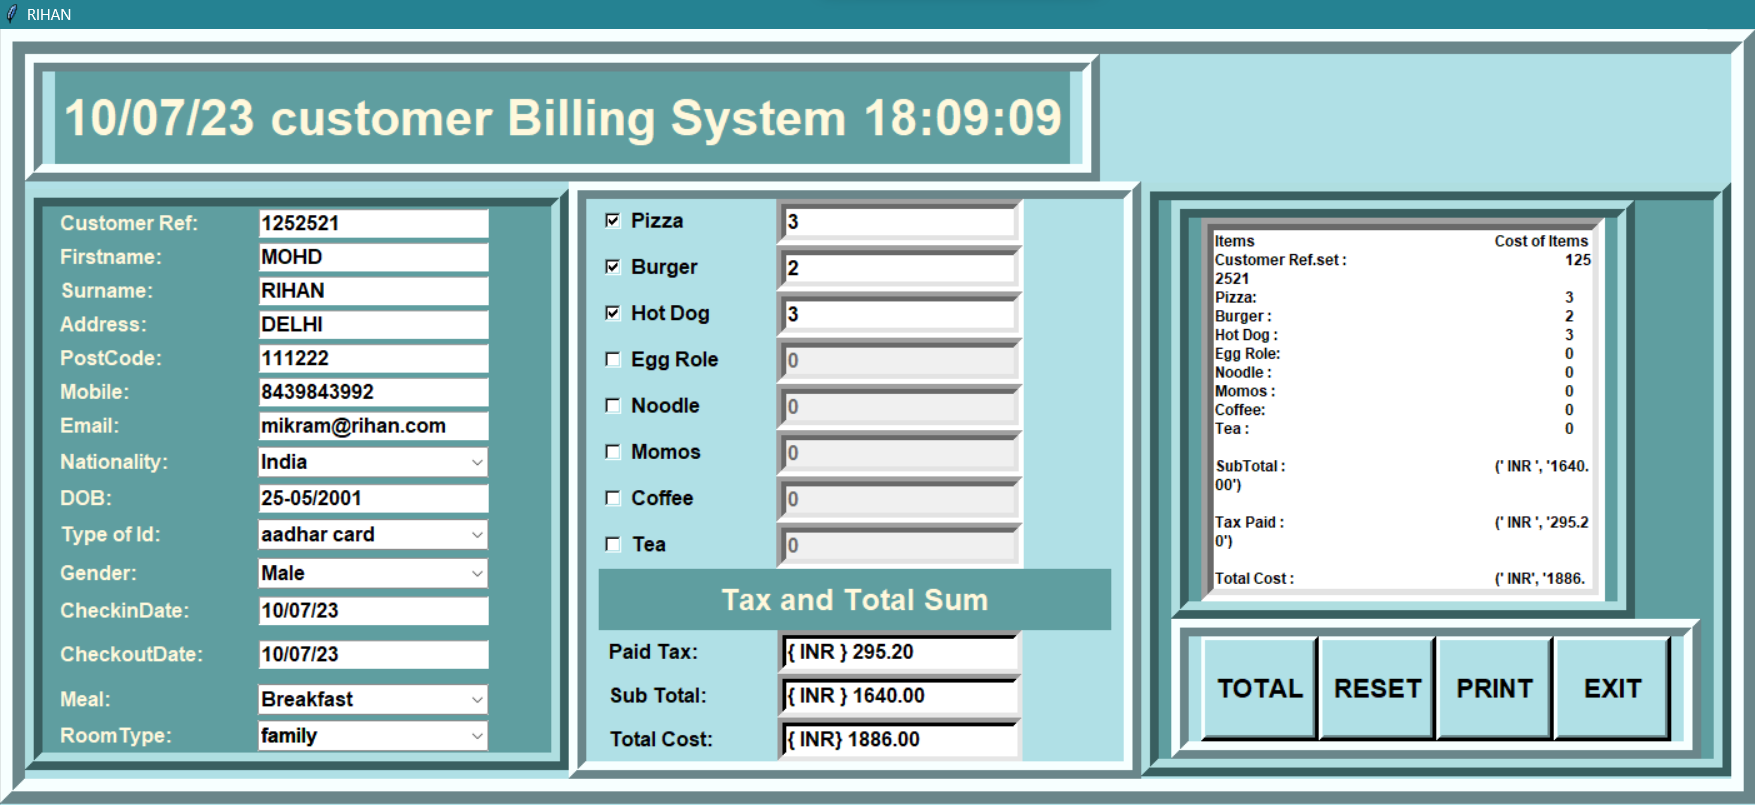 RIHAN
10/07/23 customer Billing System 18:09:09
Customer Ref: 1252521
Firstname: MOHD
Surname: RIHAN
Address: DELHI
PostCode: 111222
Mobile: 8439843992
Email: mikram@rihan.com
Nationality: India
DOB: 25-05/2001
Type of Id: aadhar card
Gender: Male
CheckinDate: 10/07/23
CheckoutDate: 10/07/23
Meal: Breakfast
RoomType: family
Pizza 3
Burger 2
Hot Dog 3
Egg Role 0
Noodle 0
Momos 0
Coffee 0
Tea 0
Tax and Total Sum
Paid Tax: { INR } 295.20
Sub Total: { INR } 1640.00
Total Cost: { INR} 1886.00
Items Cost of Items
Customer Ref.set : 125
2521
Pizza: 3
Burger : 2
Hot Dog : 3
Egg Role: 0
Noodle : 0
Momos : 0
Coffee: 0
Tea : 0
SubTotal : (' INR ', '1640.
00')
Tax Paid : (' INR ', '295.2
0')
Total Cost : (' INR', '1886.
TOTAL RESET PRINT EXIT